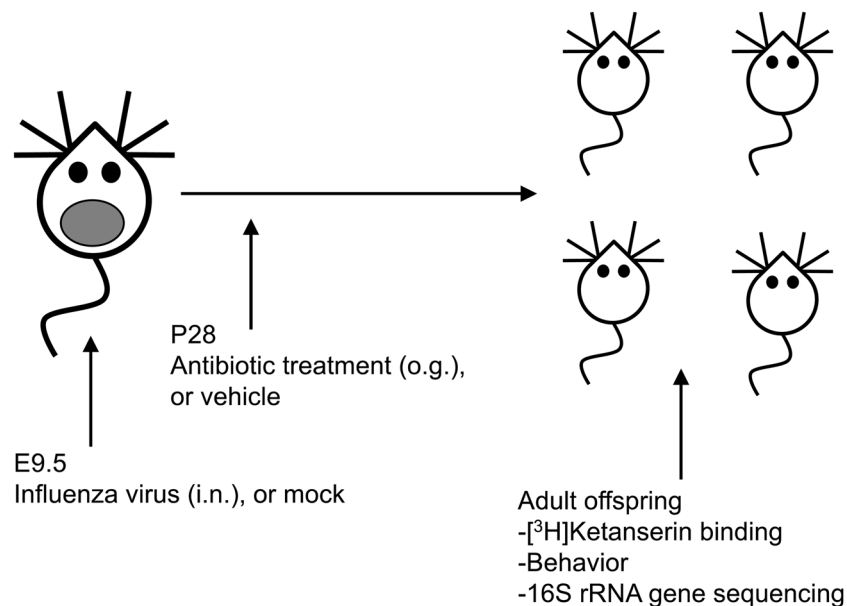 P28
Antibiotic treatment (o.g.),
or vehicle
E9.5
Influenza virus (i.n.), or mock
Adult offspring
-[³H]Ketanserin binding
-Behavior
-16S rRNA gene sequencing